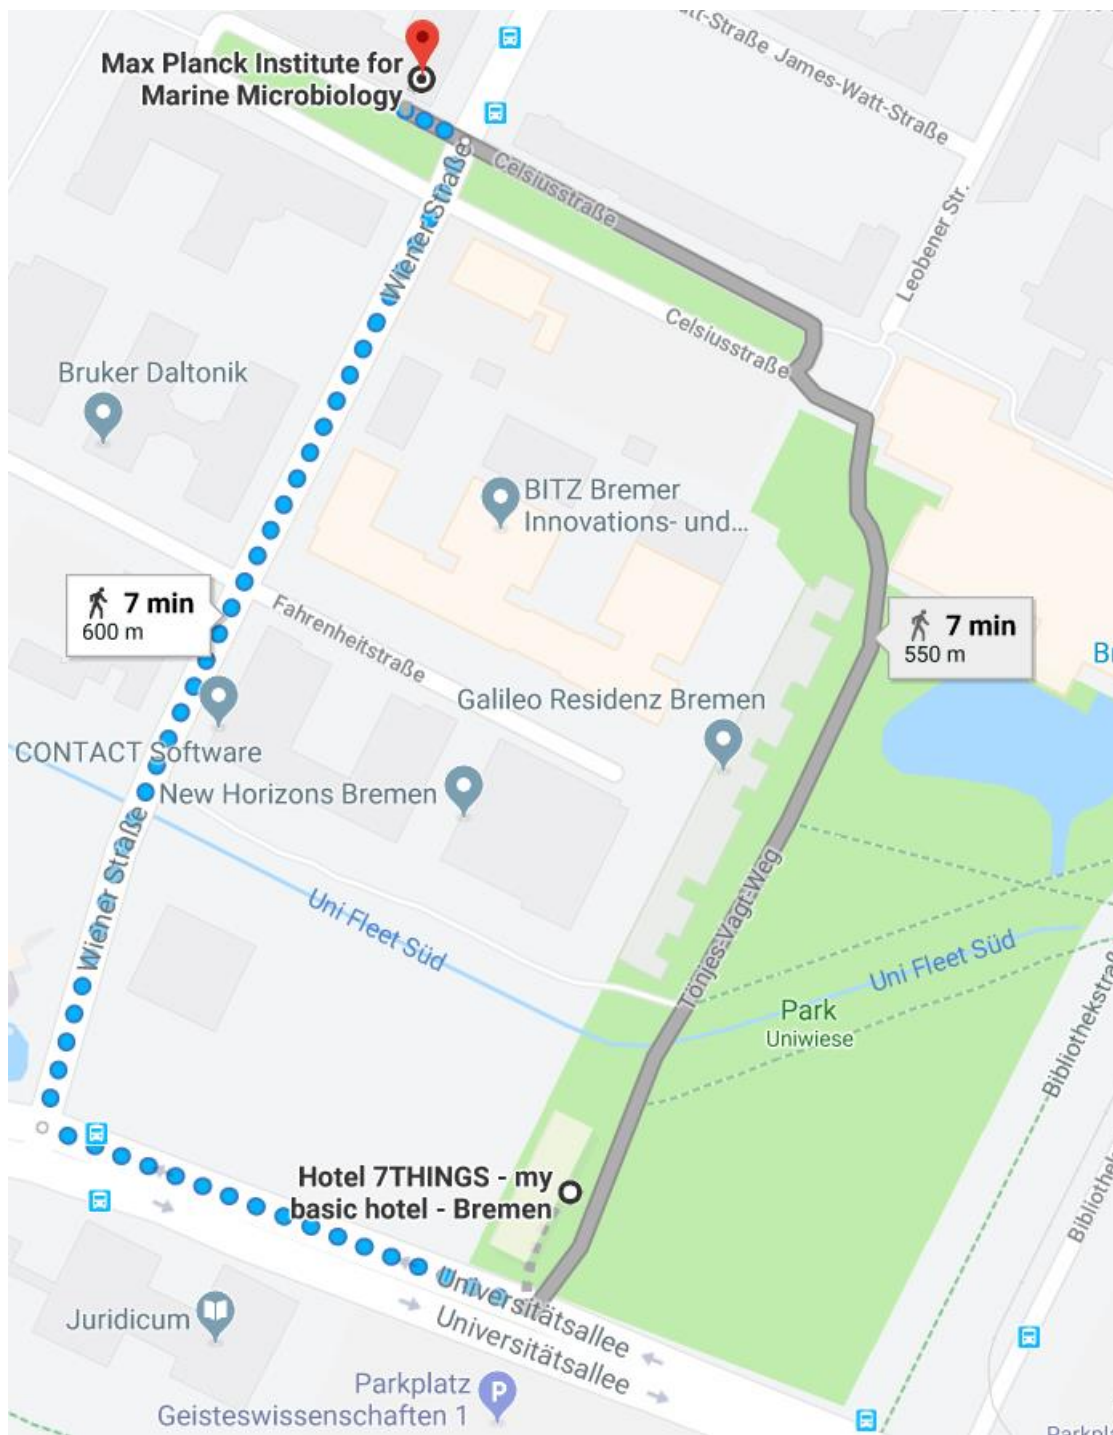 Watt-Straße
James-Watt-Straße
Max Planck Institute for
Marine Microbiology
Celsiusstraße
Wiener Straße
Leobener Str.
Celsiusstraße
Bruker Daltonik
BITZ Bremer
Innovations- und...
7 min
600 m
Fahrenheitstraße
7 min
550 m
Galileo Residenz Bremen
CONTACT Software
New Horizons Bremen
Wiener Straße
Tönjes-Vagt-Weg
Uni Fleet Süd
Uni Fleet Süd
Park
Uniwiese
Hotel 7THINGS - my
basic hotel - Bremen
Universitätsallee
Universitätsallee
Juridicum
Parkplatz
Geisteswissenschaften 1
P